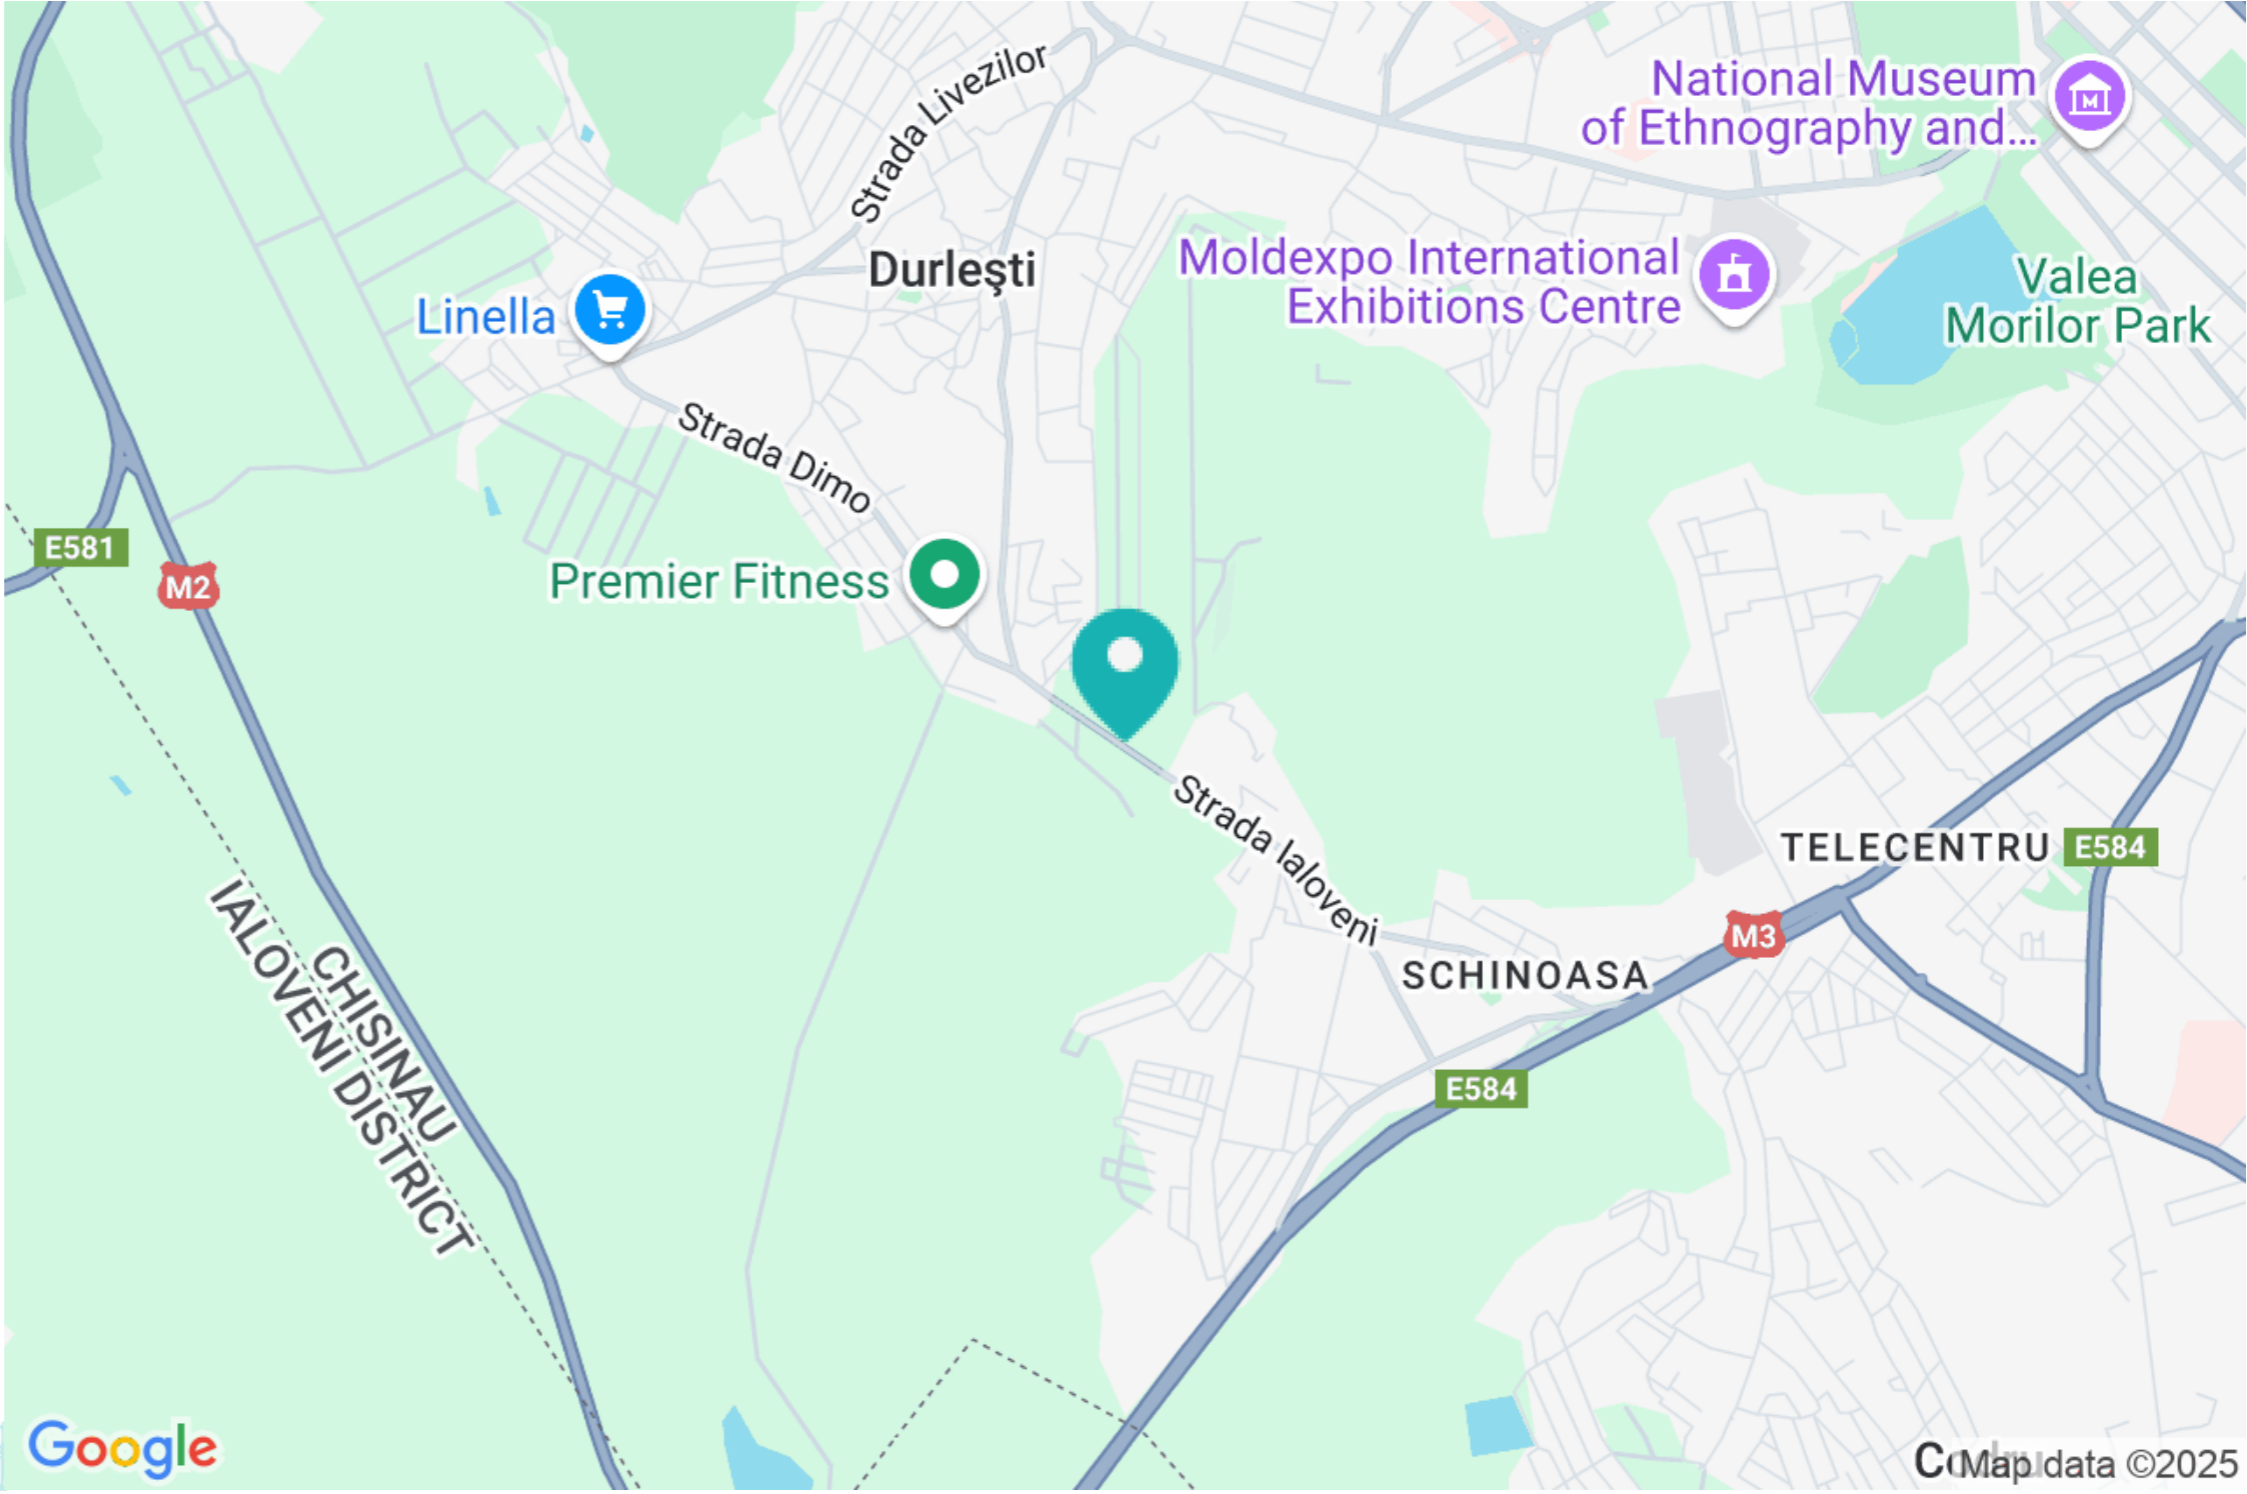 Strada Livezilor
National Museum
of Ethnography and...
Durleşti
Moldexpo International
Exhibitions Centre
Valea
Morilor Park
Linella
Strada Dimo
E581
M2
Premier Fitness
Strada Ialoveni
TELECENTRU
E584
M3
SCHINOASA
CHISINAU
IALOVENI DISTRICT
E584
Google
Map data ©2025